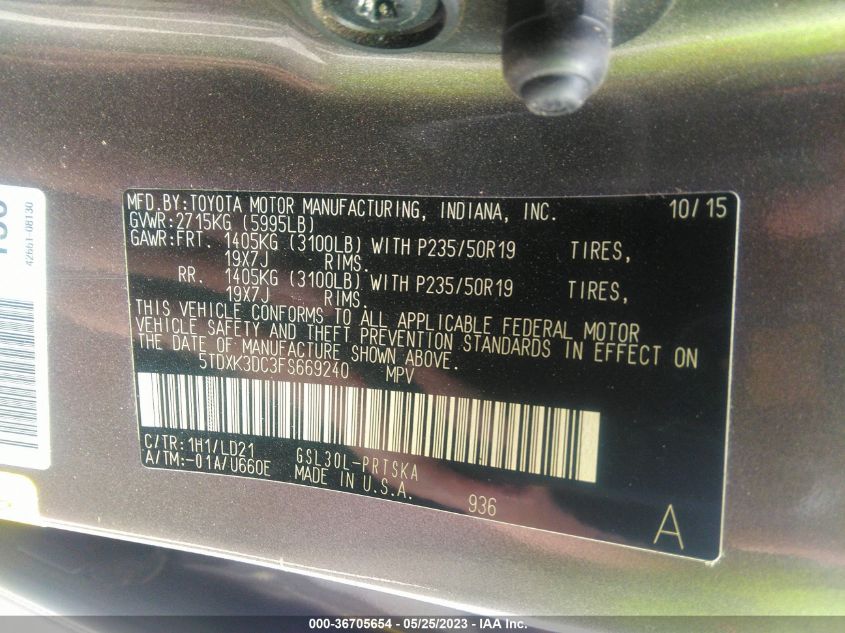 MFD.BY:TOYOTA MOTOR MANUFACTURING, INDIANA, INC. 10/15
GVWR:2715KG (5995LB)
GAWR:FRT. 1405KG (3100LB) WITH P235/50R19 TIRES,
19X7J RIMS.
RR. 1405KG (3100LB) WITH P235/50R19 TIRES,
19X7J RIMS.
THIS VEHICLE CONFORMS TO ALL APPLICABLE FEDERAL MOTOR
VEHICLE SAFETY AND THEFT PREVENTION STANDARDS IN EFFECT ON
THE DATE OF MANUFACTURE SHOWN ABOVE.
5TDXK3DC3FS669240 MPV
C/TR:1H1/LD21 GSL30L-PRTSKA
A/TM:-01A/U660E MADE IN U.S.A.
936
A
42661-08130
000-36705654 - 05/25/2023 - IAA Inc.